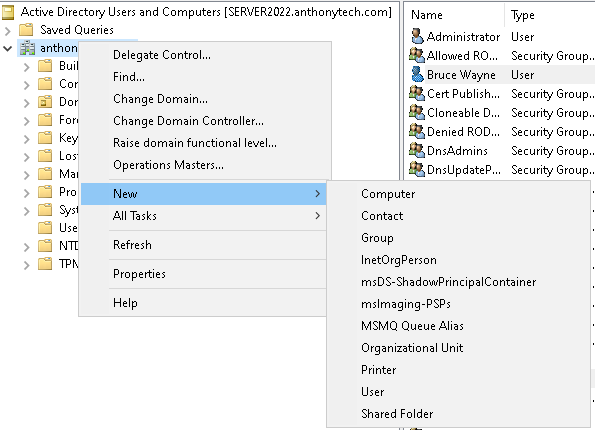 Active Directory Users and Computers [SERVER2022.anthonytech.com]
Saved Queries
anthon
Buil
Con
Dor
Fore
Key
Lost
Mar
Pro
Syst
Use
NTD
TPM
Delegate Control...
Find...
Change Domain...
Change Domain Controller...
Raise domain functional level...
Operations Masters...
New
All Tasks
Refresh
Properties
Help
Computer
Contact
Group
InetOrgPerson
msDS-ShadowPrincipalContainer
msImaging-PSPs
MSMQ Queue Alias
Organizational Unit
Printer
User
Shared Folder
Name Type
Administrator User
Allowed RO... Security Group...
Bruce Wayne User
Cert Publish... Security Group...
Cloneable D... Security Group...
Denied ROD... Security Group...
DnsAdmins Security Group...
DnsUpdateP... Security Group...